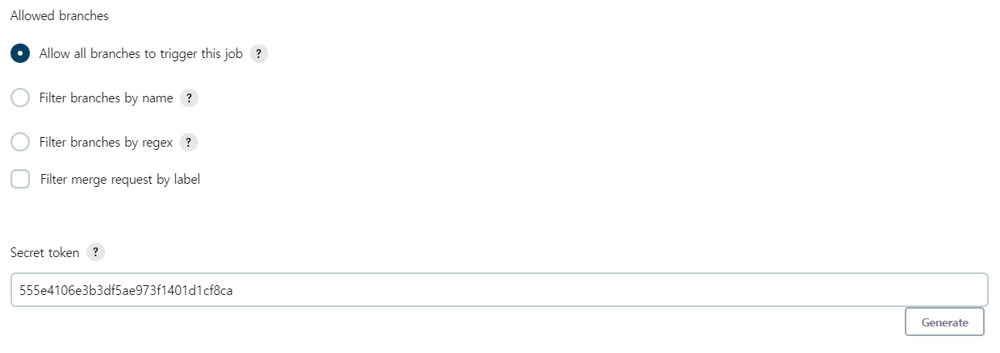 Allowed branches
Allow all branches to trigger this job ?
Filter branches by name ?
Filter branches by regex ?
Filter merge request by label
Secret token ?
555e4106e3b3df5ae973f1401d1cf8ca
Generate